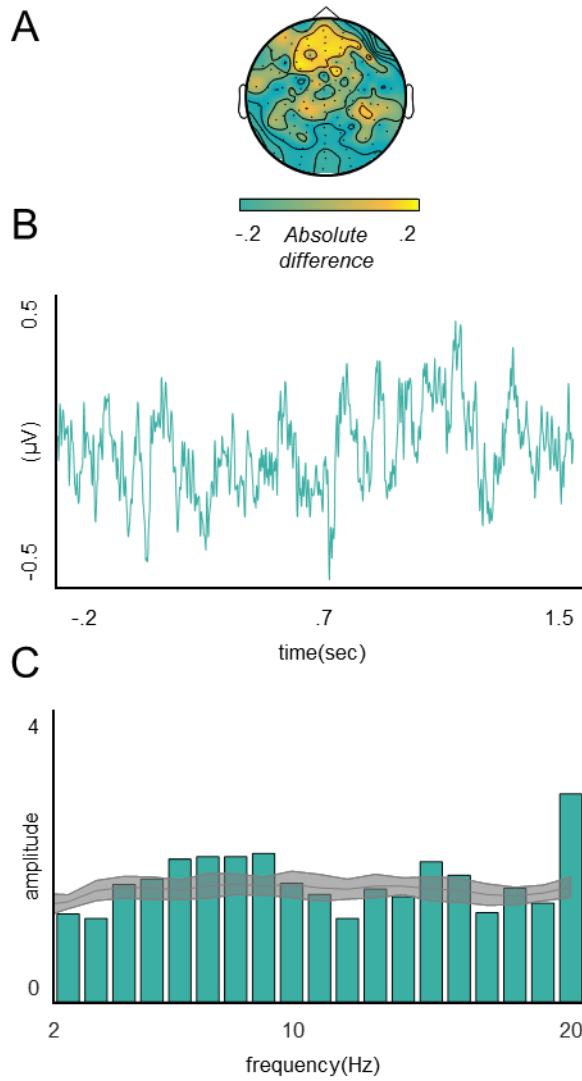 A
-.2 Absolute .2
difference
B
0.5
(µV)
-0.5
-.2 .7 1.5
time(sec)
C
4
amplitude
0
2 10 20
frequency(Hz)